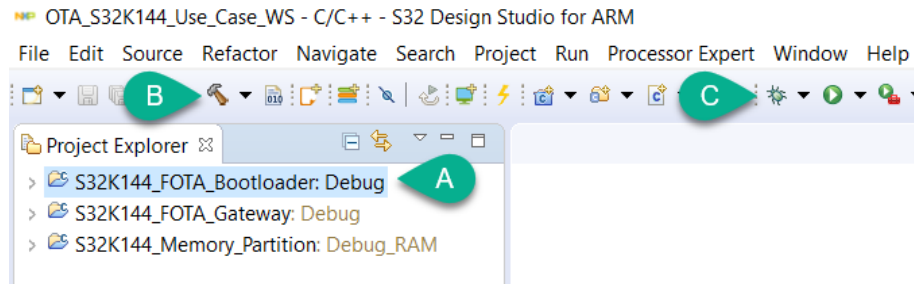 OTA_S32K144_Use_Case_WS - C/C++ - S32 Design Studio for ARM
File Edit Source Refactor Navigate Search Project Run Processor Expert Window Help
B C
Project Explorer
S32K144_FOTA_Bootloader: Debug A
S32K144_FOTA_Gateway: Debug
S32K144_Memory_Partition: Debug_RAM